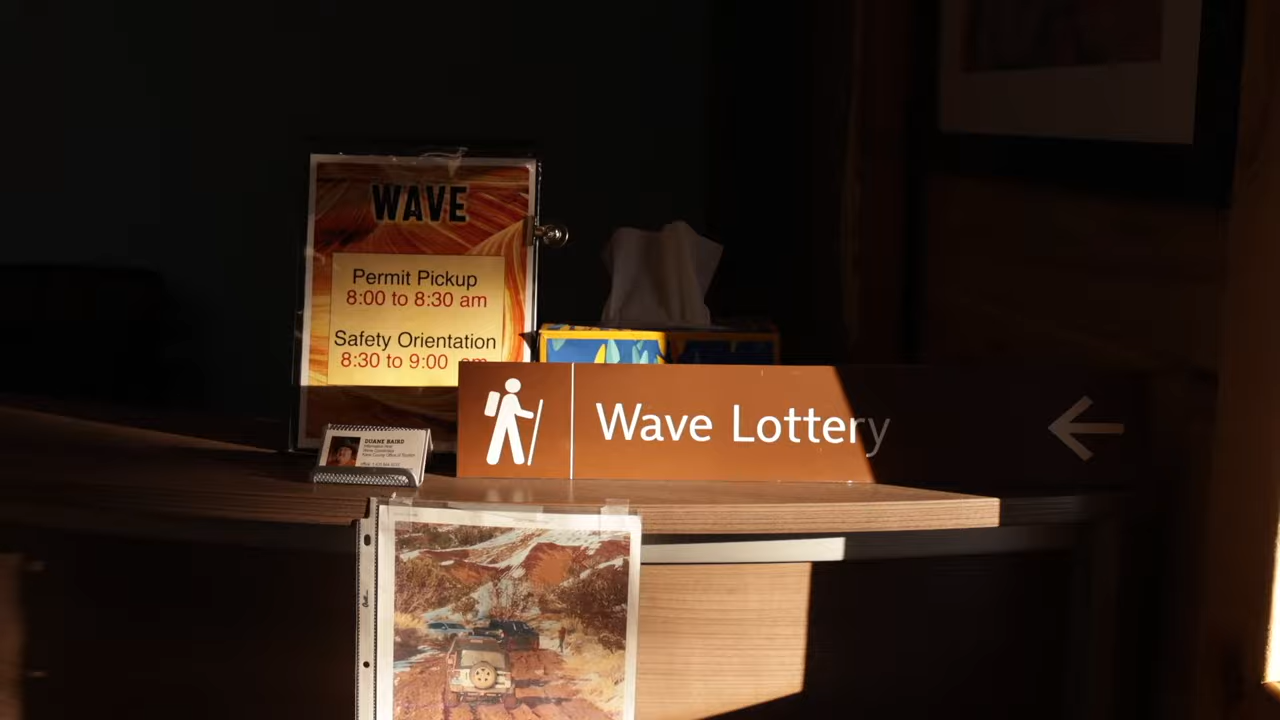 WAVE
Permit Pickup
8:00 to 8:30 am
Safety Orientation
8:30 to 9:00 am
Wave Lottery
DUANE BAIRD